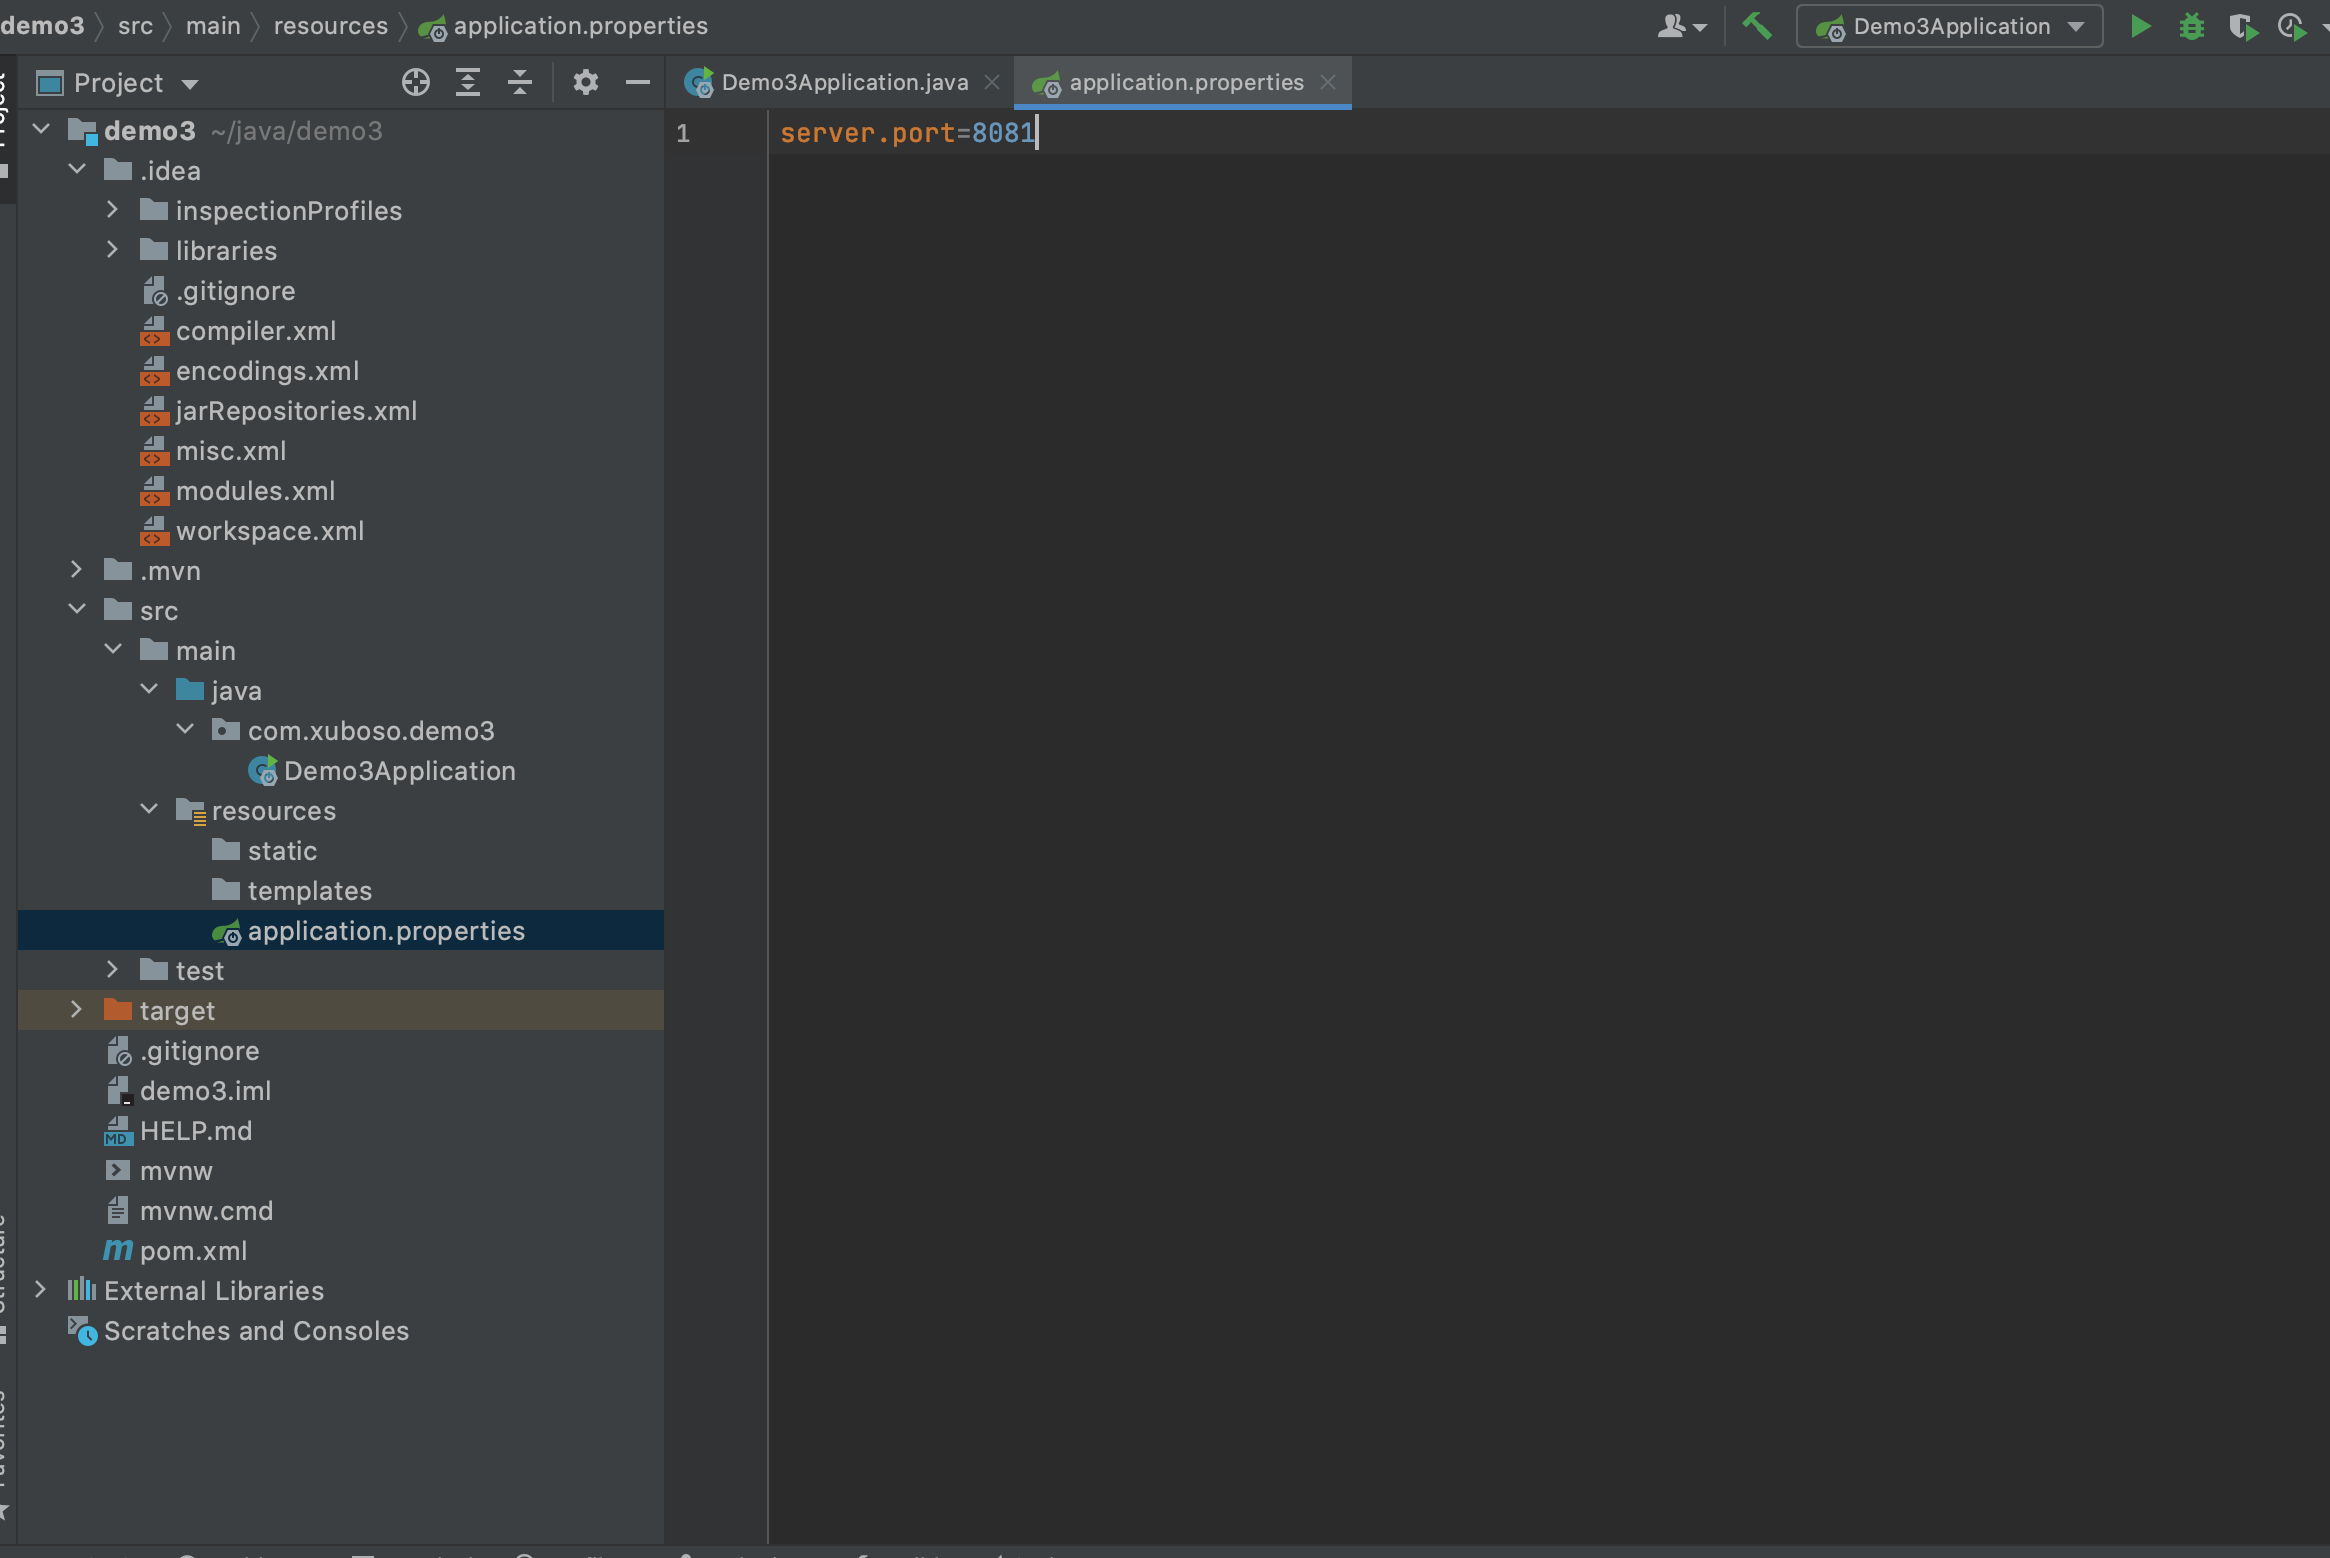 demo3 src main resources application.properties
Demo3Application
Project
Demo3Application.java application.properties
demo3 ~/java/demo3
.idea
inspectionProfiles
libraries
.gitignore
compiler.xml
encodings.xml
jarRepositories.xml
misc.xml
modules.xml
workspace.xml
.mvn
src
main
java
com.xuboso.demo3
Demo3Application
resources
static
templates
application.properties
test
target
.gitignore
demo3.iml
HELP.md
mvnw
mvnw.cmd
pom.xml
External Libraries
Scratches and Consoles
1 server.port=8081